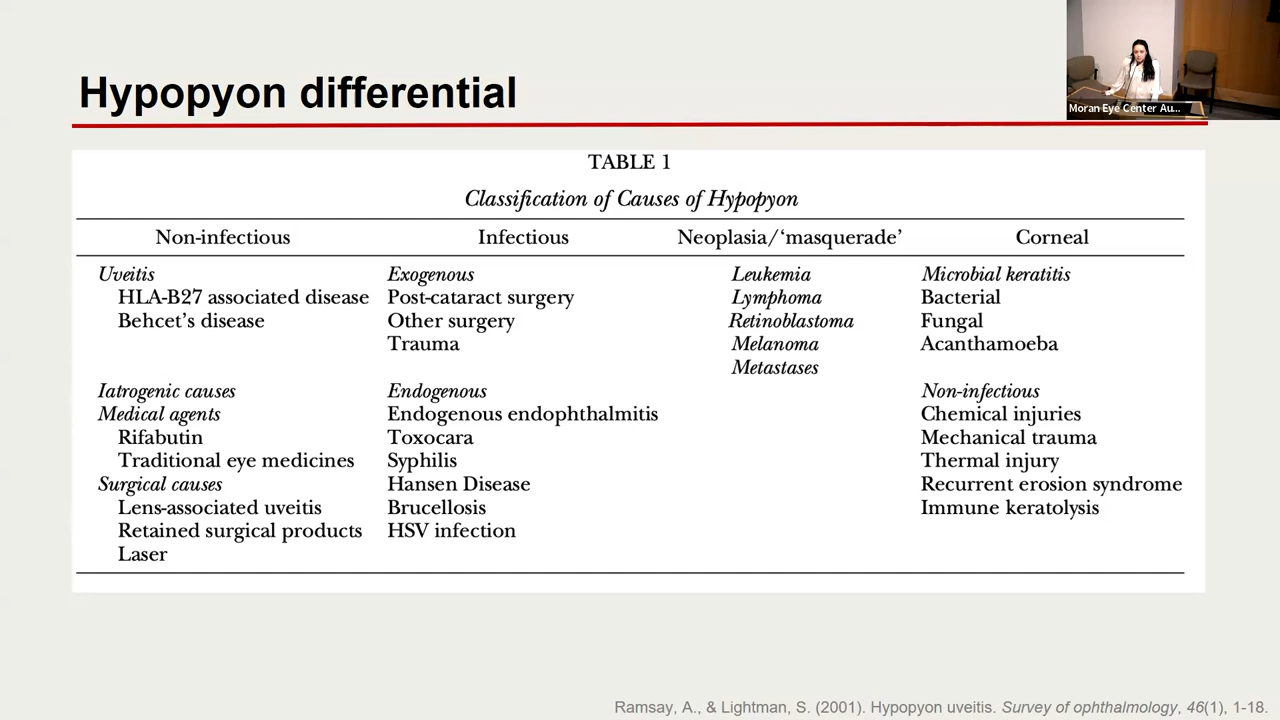 Hypopyon differential
Moran Eye Center Au...
TABLE 1
Classification of Causes of Hypopyon
Non-infectious Infectious Neoplasia/‘masquerade’ Corneal
Uveitis Exogenous Leukemia Microbial keratitis
HLA-B27 associated disease Post-cataract surgery Lymphoma Bacterial
Behcet’s disease Other surgery Retinoblastoma Fungal
Trauma Melanoma Acanthamoeba
Metastases
Iatrogenic causes Endogenous Non-infectious
Medical agents Endogenous endophthalmitis Chemical injuries
Rifabutin Toxocara Mechanical trauma
Traditional eye medicines Syphilis Thermal injury
Surgical causes Hansen Disease Recurrent erosion syndrome
Lens-associated uveitis Brucellosis Immune keratolysis
Retained surgical products HSV infection
Laser
Ramsay, A., & Lightman, S. (2001). Hypopyon uveitis. Survey of ophthalmology, 46(1), 1-18.